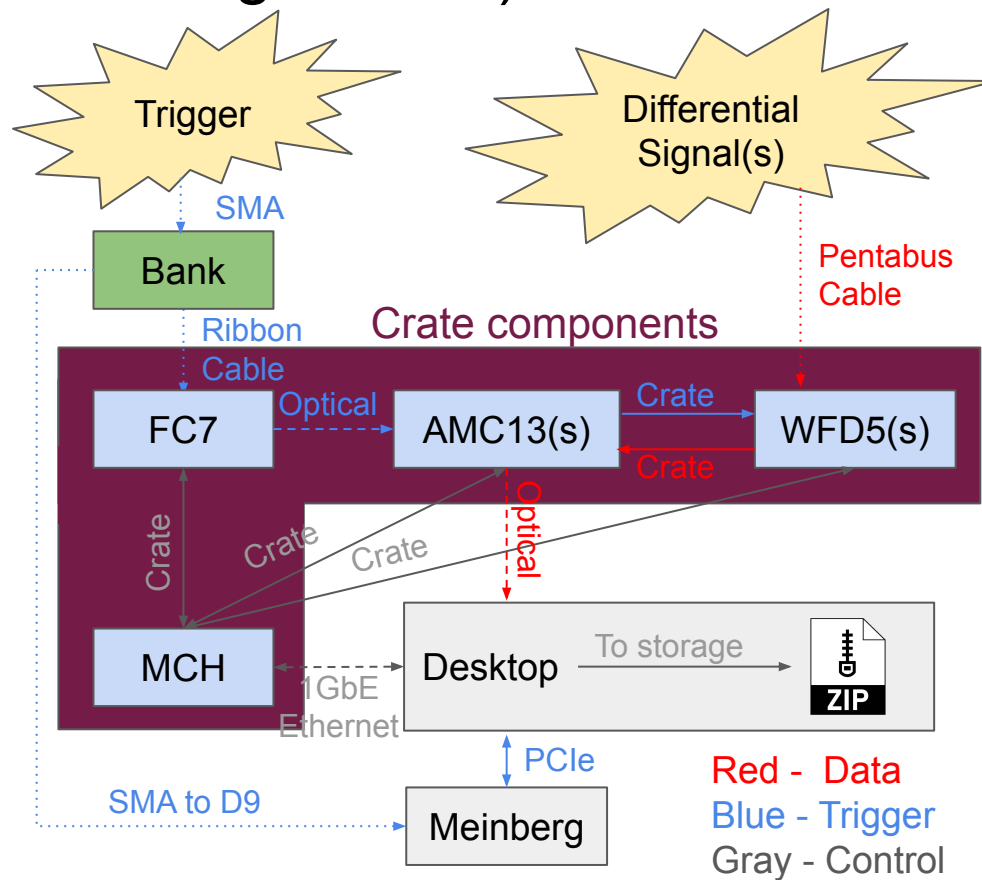 Trigger
Differential
Signal(s)
SMA
Bank
Pentabus
Cable
Ribbon
Cable
Crate components
FC7
Optical
AMC13(s)
Crate
WFD5(s)
Crate
Optical
Crate
Crate
Crate
MCH
1GbE
Ethernet
Desktop
To storage
ZIP
PCIe
SMA to D9
Meinberg
Red - Data
Blue - Trigger
Gray - Control